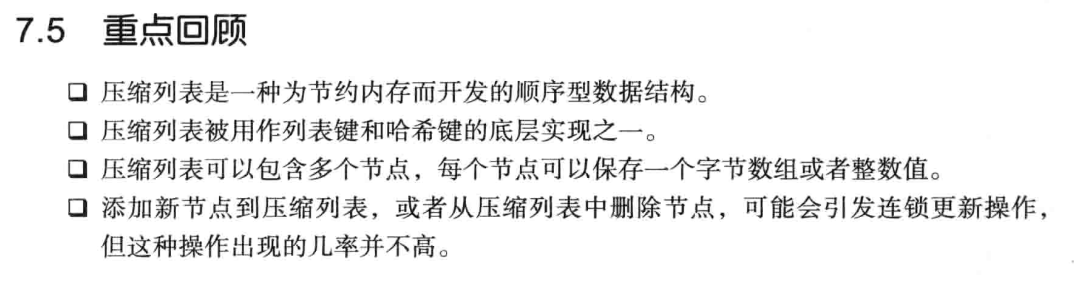 7.5 重点回顾
❑ 压缩列表是一种为节约内存而开发的顺序型数据结构。
❑ 压缩列表被用作列表键和哈希键的底层实现之一。
❑ 压缩列表可以包含多个节点，每个节点可以保存一个字节数组或者整数值。
❑ 添加新节点到压缩列表，或者从压缩列表中删除节点，可能会引发连锁更新操作，
但这种操作出现的几率并不高。